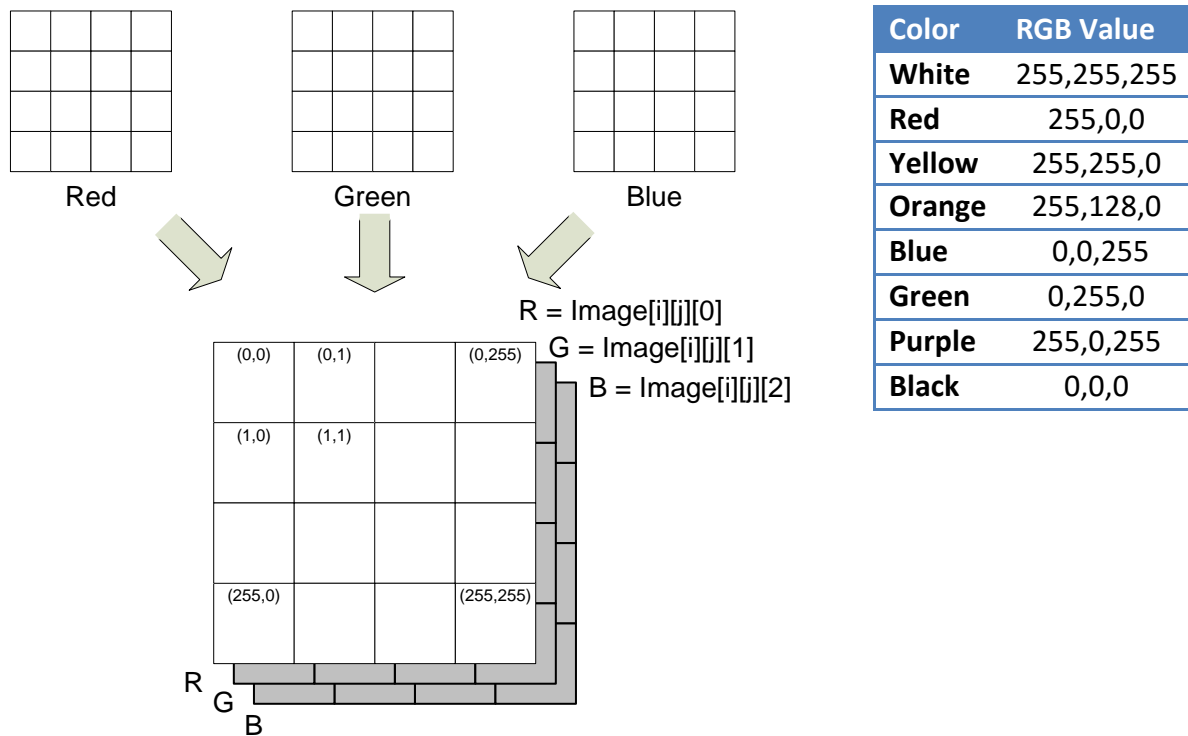 Red
Green
Blue
R = Image[i][j][0]
G = Image[i][j][1]
B = Image[i][j][2]
(0,0) (0,1) (0,255)
(1,0) (1,1)
(255,0) (255,255)
R
G
B
Color RGB Value
White 255,255,255
Red 255,0,0
Yellow 255,255,0
Orange 255,128,0
Blue 0,0,255
Green 0,255,0
Purple 255,0,255
Black 0,0,0